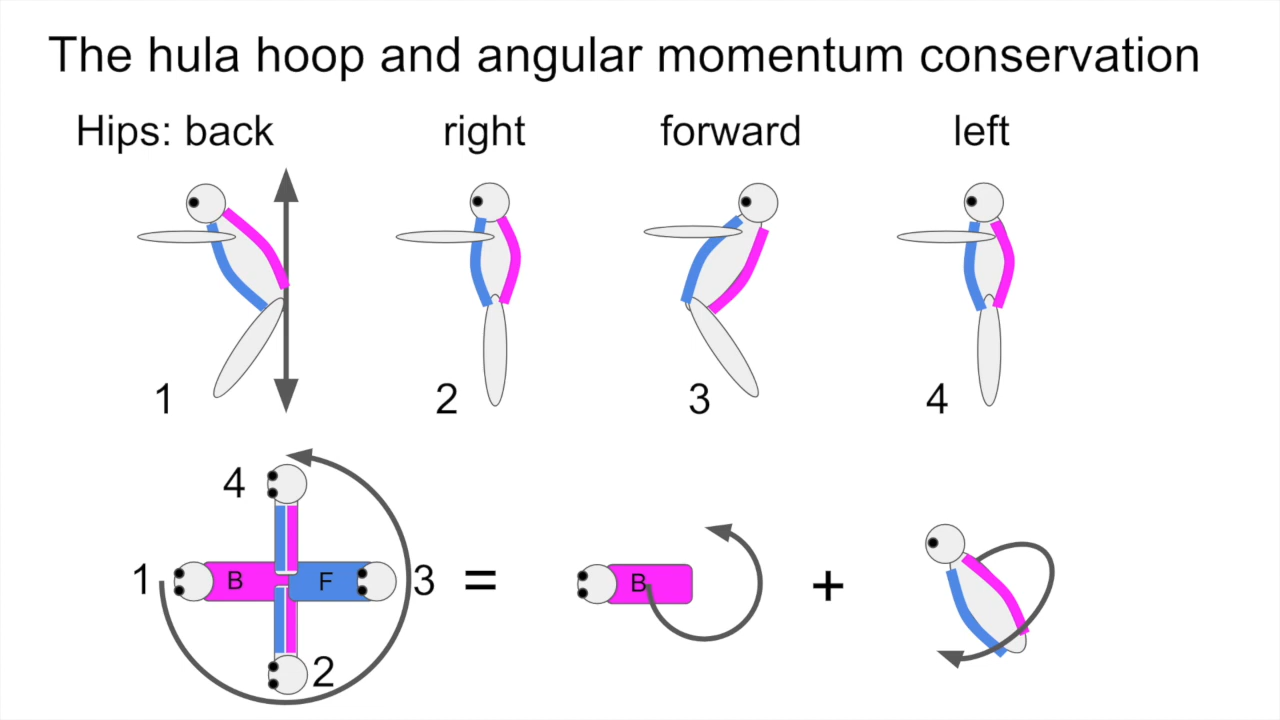 The hula hoop and angular momentum conservation
Hips: back right forward left
1 2 3 4
4
1 B F 3 = B +
2